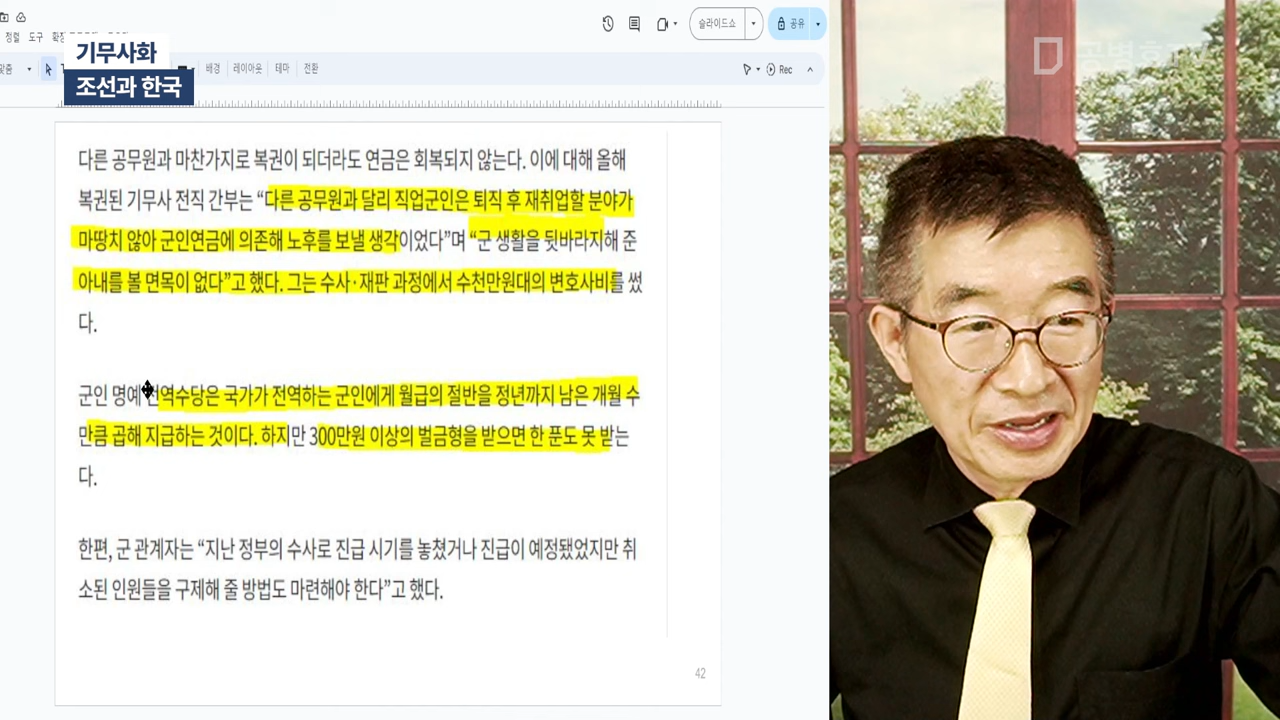 정렬 도구
기무사화
조선과 한국
슬라이드쇼
공유
배경 레이아웃 테마 전환
Rec
공병호TV
다른 공무원과 마찬가지로 복권이 되더라도 연금은 회복되지 않는다. 이에 대해 올해
복권된 기무사 전직 간부는 “다른 공무원과 달리 직업군인은 퇴직 후 재취업할 분야가
마땅치 않아 군인연금에 의존해 노후를 보낼 생각이었다”며 “군 생활을 뒷바라지해 준
아내를 볼 면목이 없다”고 했다. 그는 수사·재판 과정에서 수천만원대의 변호사비를 썼
다.
군인 명예 전역수당은 국가가 전역하는 군인에게 월급의 절반을 정년까지 남은 개월 수
만큼 곱해 지급하는 것이다. 하지만 300만원 이상의 벌금형을 받으면 한 푼도 못 받는
다.
한편, 군 관계자는 “지난 정부의 수사로 진급 시기를 놓쳤거나 진급이 예정됐었지만 취
소된 인원들을 구제해 줄 방법도 마련해야 한다”고 했다.
42